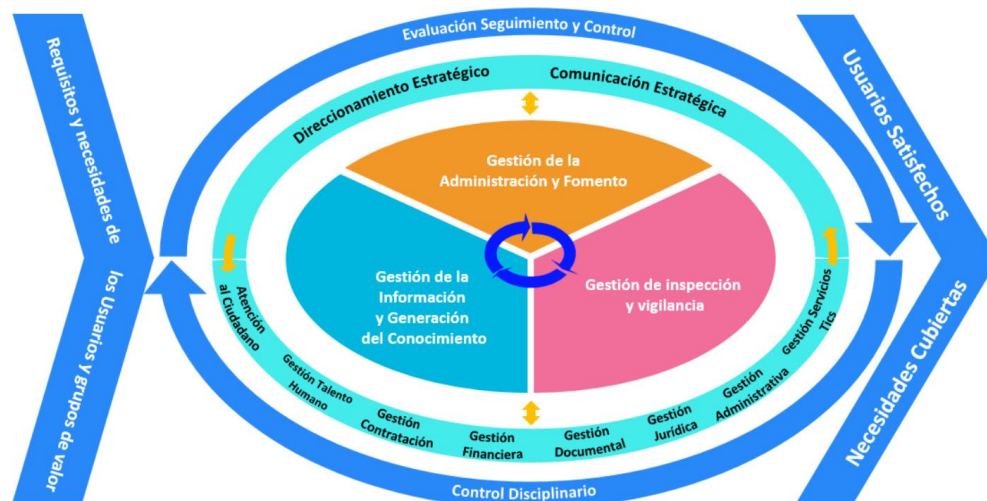 Evaluación Seguimiento y Control
Requisitos y necesidades de
los Usuarios y grupos de valor
Direccionamiento Estratégico
Comunicación Estratégica
Usuarios Satisfechos
Necesidades Cubiertas
Gestión de la
Administración y Fomento
Gestión de la
Información
y Generación
del Conocimiento
Gestión de inspección
y vigilancia
Atención
al Ciudadano
Gestión Talento
Humano
Gestión
Contratación
Gestión
Financiera
Gestión
Documental
Gestión
Jurídica
Gestión
Administrativa
Gestión Servicios
Tics
Control Disciplinario